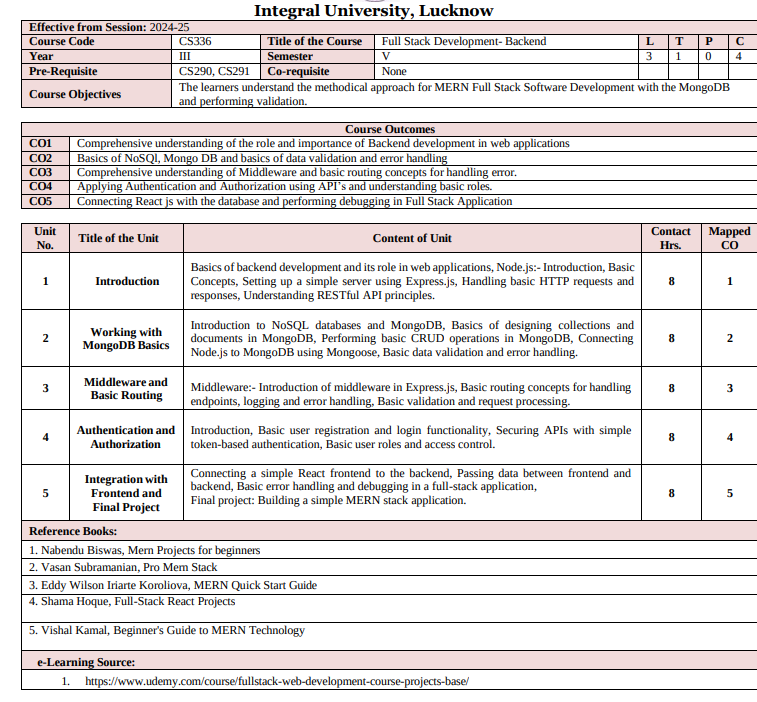 Integral University, Lucknow
Effective from Session: 2024-25
Course Code CS336 Title of the Course Full Stack Development- Backend L T P C
Year III Semester V 3 1 0 4
Pre-Requisite CS290, CS291 Co-requisite None
Course Objectives The learners understand the methodical approach for MERN Full Stack Software Development with the MongoDB
and performing validation.
Course Outcomes
CO1 Comprehensive understanding of the role and importance of Backend development in web applications
CO2 Basics of NoSQl, Mongo DB and basics of data validation and error handling
CO3 Comprehensive understanding of Middleware and basic routing concepts for handling error.
CO4 Applying Authentication and Authorization using API's and understanding basic roles.
CO5 Connecting React js with the database and performing debugging in Full Stack Application
Unit
No.
Title of the Unit
Content of Unit
Contact
Hrs.
Mapped
CO
1
Introduction
Basics of backend development and its role in web applications, Node.js:- Introduction, Basic
Concepts, Setting up a simple server using Express.js, Handling basic HTTP requests and
responses, Understanding RESTful API principles.
8
1
2
Working with
MongoDB Basics
Introduction to NoSQL databases and MongoDB, Basics of designing collections and
documents in MongoDB, Performing basic CRUD operations in MongoDB, Connecting
Node.js to MongoDB using Mongoose, Basic data validation and error handling.
8
2
3
Middleware and
Basic Routing
Middleware:- Introduction of middleware in Express.js, Basic routing concepts for handling
endpoints, logging and error handling, Basic validation and request processing.
8
3
4
Authentication and
Authorization
Introduction, Basic user registration and login functionality, Securing APIs with simple
token-based authentication, Basic user roles and access control.
8
4
5
Integration with
Frontend and
Final Project
Connecting a simple React frontend to the backend, Passing data between frontend and
backend, Basic error handling and debugging in a full-stack application,
Final project: Building a simple MERN stack application.
8
5
Reference Books:
1. Nabendu Biswas, Mern Projects for beginners
2. Vasan Subramanian, Pro Mern Stack
3. Eddy Wilson Iriarte Koroliova, MERN Quick Start Guide
4. Shama Hoque, Full-Stack React Projects
5. Vishal Kamal, Beginner's Guide to MERN Technology
e-Learning Source:
1. https://www.udemy.com/course/fullstack-web-development-course-projects-base/